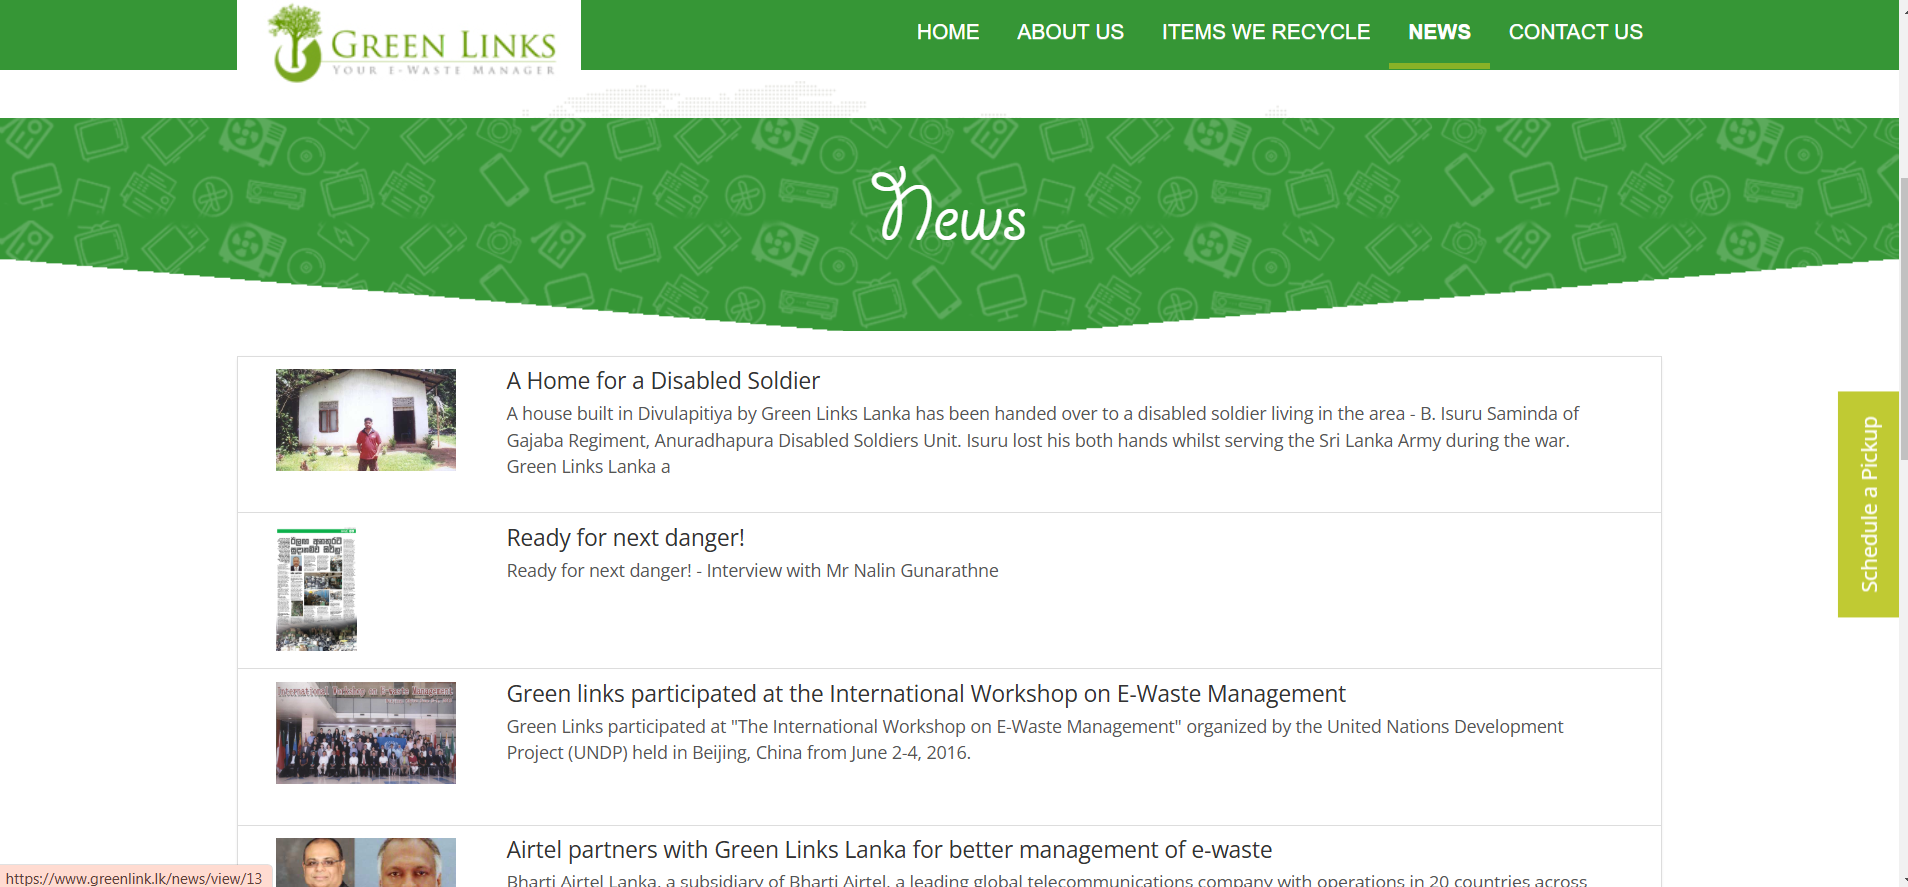 GREEN LINKS
YOUR E-WASTE MANAGER
HOME
ABOUT US
ITEMS WE RECYCLE
NEWS
CONTACT US
News
A Home for a Disabled Soldier
A house built in Divulapitiya by Green Links Lanka has been handed over to a disabled soldier living in the area - B. Isuru Saminda of
Gajaba Regiment, Anuradhapura Disabled Soldiers Unit. Isuru lost his both hands whilst serving the Sri Lanka Army during the war.
Green Links Lanka a
Ready for next danger!
Ready for next danger! - Interview with Mr Nalin Gunarathne
International Workshop on E-Waste Management
Green links participated at the International Workshop on E-Waste Management
Green Links participated at "The International Workshop on E-Waste Management" organized by the United Nations Development
Project (UNDP) held in Beijing, China from June 2-4, 2016.
Airtel partners with Green Links Lanka for better management of e-waste
Bharti Airtel Lanka, a subsidiary of Bharti Airtel, a leading global telecommunications company with operations in 20 countries across
Schedule a Pickup
https://www.greenlink.lk/news/view/13